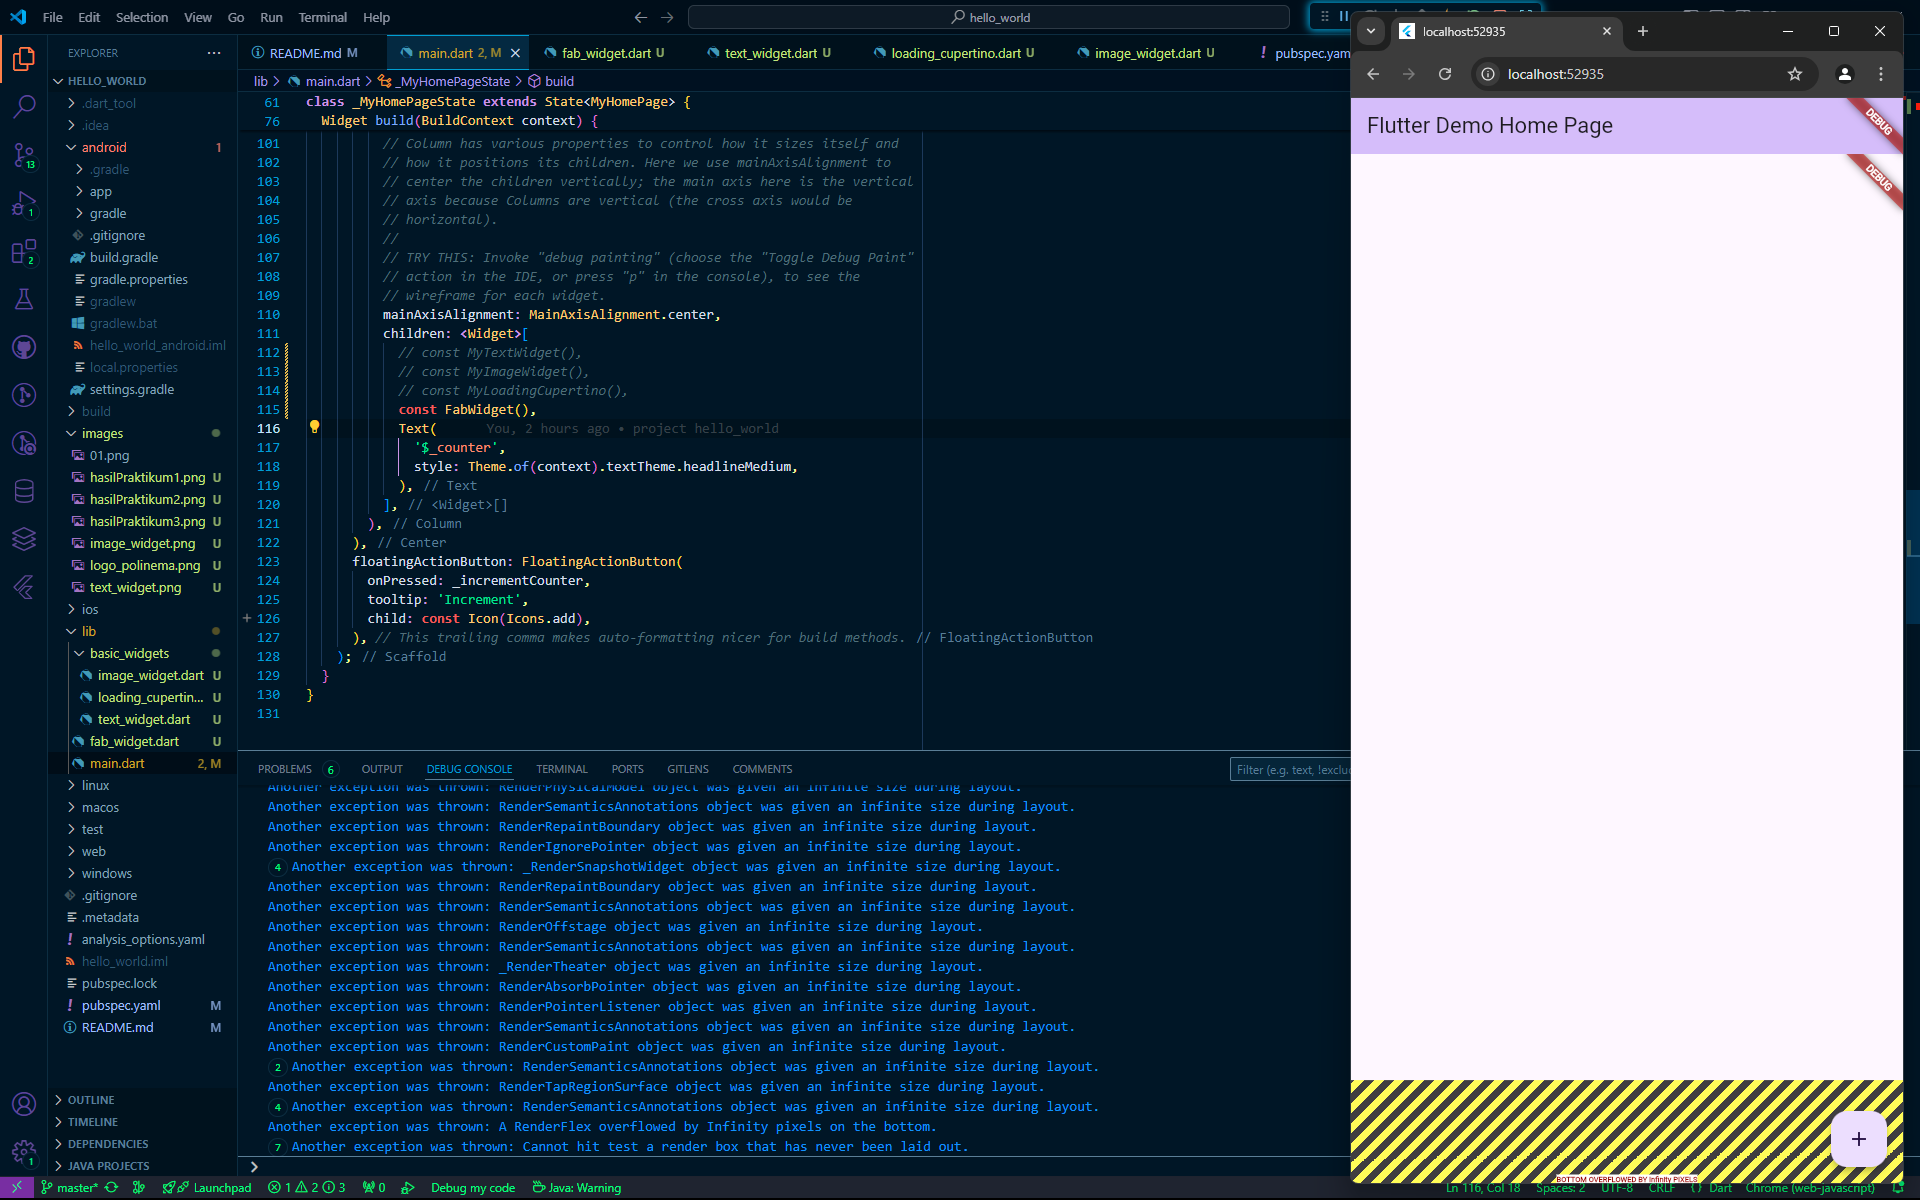 File Edit Selection View Go Run Terminal Help
hello_world
EXPLORER
HELLO_WORLD
.dart_tool
.idea
android 1
.gradle
app
gradle
.gitignore
build.gradle
gradle.properties
gradlew
gradlew.bat
hello_world_android.iml
local.properties
settings.gradle
build
images
01.png
hasilPraktikum1.png U
hasilPraktikum2.png U
hasilPraktikum3.png U
image_widget.png U
logo_polinema.png U
text_widget.png U
ios
lib
basic_widgets
image_widget.dart U
loading_cupertin... U
text_widget.dart U
fab_widget.dart U
main.dart 2, M
linux
macos
test
web
windows
.gitignore
.metadata
analysis_options.yaml
hello_world.iml
pubspec.lock
pubspec.yaml M
README.md M
OUTLINE
TIMELINE
DEPENDENCIES
JAVA PROJECTS
13
1
2
1
README.md M main.dart 2, M fab_widget.dart U text_widget.dart U loading_cupertino.dart U image_widget.dart U pubspec.yam
lib > main.dart > _MyHomePageState > build
61 class _MyHomePageState extends State<MyHomePage> {
76 Widget build(BuildContext context) {
101 // Column has various properties to control how it sizes itself and
102 // how it positions its children. Here we use mainAxisAlignment to
103 // center the children vertically; the main axis here is the vertical
104 // axis because Columns are vertical (the cross axis would be
105 // horizontal).
106 //
107 // TRY THIS: Invoke "debug painting" (choose the "Toggle Debug Paint"
108 // action in the IDE, or press "p" in the console), to see the
109 // wireframe for each widget.
110 mainAxisAlignment: MainAxisAlignment.center,
111 children: <Widget>[
112 // const MyTextWidget(),
113 // const MyImageWidget(),
114 // const MyLoadingCupertino(),
115 const FabWidget(),
116 Text( You, 2 hours ago • project hello_world
117 '$_counter',
118 style: Theme.of(context).textTheme.headlineMedium,
119 ), // Text
120 ], // <Widget>[]
121 ), // Column
122 ), // Center
123 floatingActionButton: FloatingActionButton(
124 onPressed: _incrementCounter,
125 tooltip: 'Increment',
126 child: const Icon(Icons.add),
127 ), // This trailing comma makes auto-formatting nicer for build methods. // FloatingActionButton
128 ); // Scaffold
129 }
130 }
131
PROBLEMS 6 OUTPUT DEBUG CONSOLE TERMINAL PORTS GITLENS COMMENTS Filter (e.g. text, !exclu
Another exception was thrown: RenderPhysicalModel object was given an infinite size during layout.
Another exception was thrown: RenderSemanticsAnnotations object was given an infinite size during layout.
Another exception was thrown: RenderRepaintBoundary object was given an infinite size during layout.
Another exception was thrown: RenderIgnorePointer object was given an infinite size during layout.
4 Another exception was thrown: _RenderSnapshotWidget object was given an infinite size during layout.
Another exception was thrown: RenderRepaintBoundary object was given an infinite size during layout.
Another exception was thrown: RenderSemanticsAnnotations object was given an infinite size during layout.
Another exception was thrown: RenderOffstage object was given an infinite size during layout.
Another exception was thrown: RenderSemanticsAnnotations object was given an infinite size during layout.
Another exception was thrown: _RenderTheater object was given an infinite size during layout.
Another exception was thrown: RenderAbsorbPointer object was given an infinite size during layout.
Another exception was thrown: RenderPointerListener object was given an infinite size during layout.
Another exception was thrown: RenderSemanticsAnnotations object was given an infinite size during layout.
Another exception was thrown: RenderCustomPaint object was given an infinite size during layout.
2 Another exception was thrown: RenderSemanticsAnnotations object was given an infinite size during layout.
Another exception was thrown: RenderTapRegionSurface object was given an infinite size during layout.
4 Another exception was thrown: RenderSemanticsAnnotations object was given an infinite size during layout.
Another exception was thrown: A RenderFlex overflowed by Infinity pixels on the bottom.
7 Another exception was thrown: Cannot hit test a render box that has never been laid out.
master* Launchpad 1 2 3 0 Debug my code Java: Warning Ln 116, Col 18 Spaces: 2 UTF-8 CRLF Dart Chrome (web-javascript)
localhost:52935
localhost:52935
Flutter Demo Home Page
DEBUG
DEBUG
BOTTOM OVERFLOWED BY Infinity PIXELS